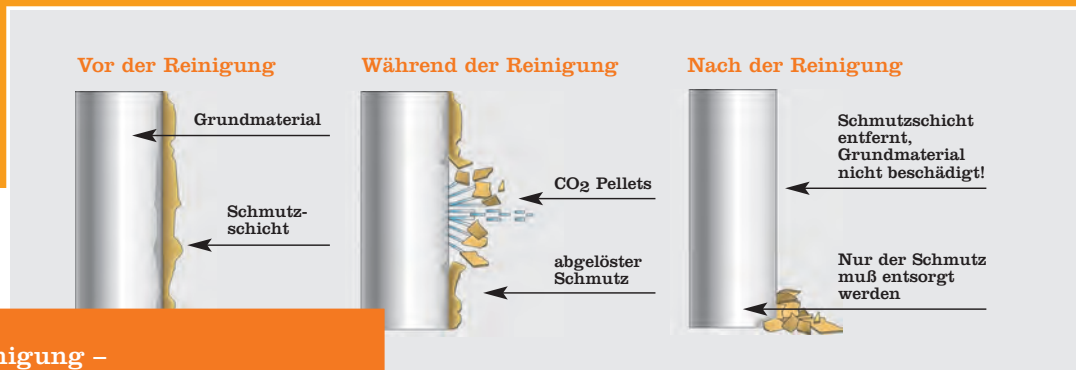 Vor der Reinigung
Grundmaterial
Schmutz-
schicht
Während der Reinigung
CO2 Pellets
abgelöster
Schmutz
Nach der Reinigung
Schmutzschicht
entfernt,
Grundmaterial
nicht beschädigt!
Nur der Schmutz
muß entsorgt
werden
nigung –